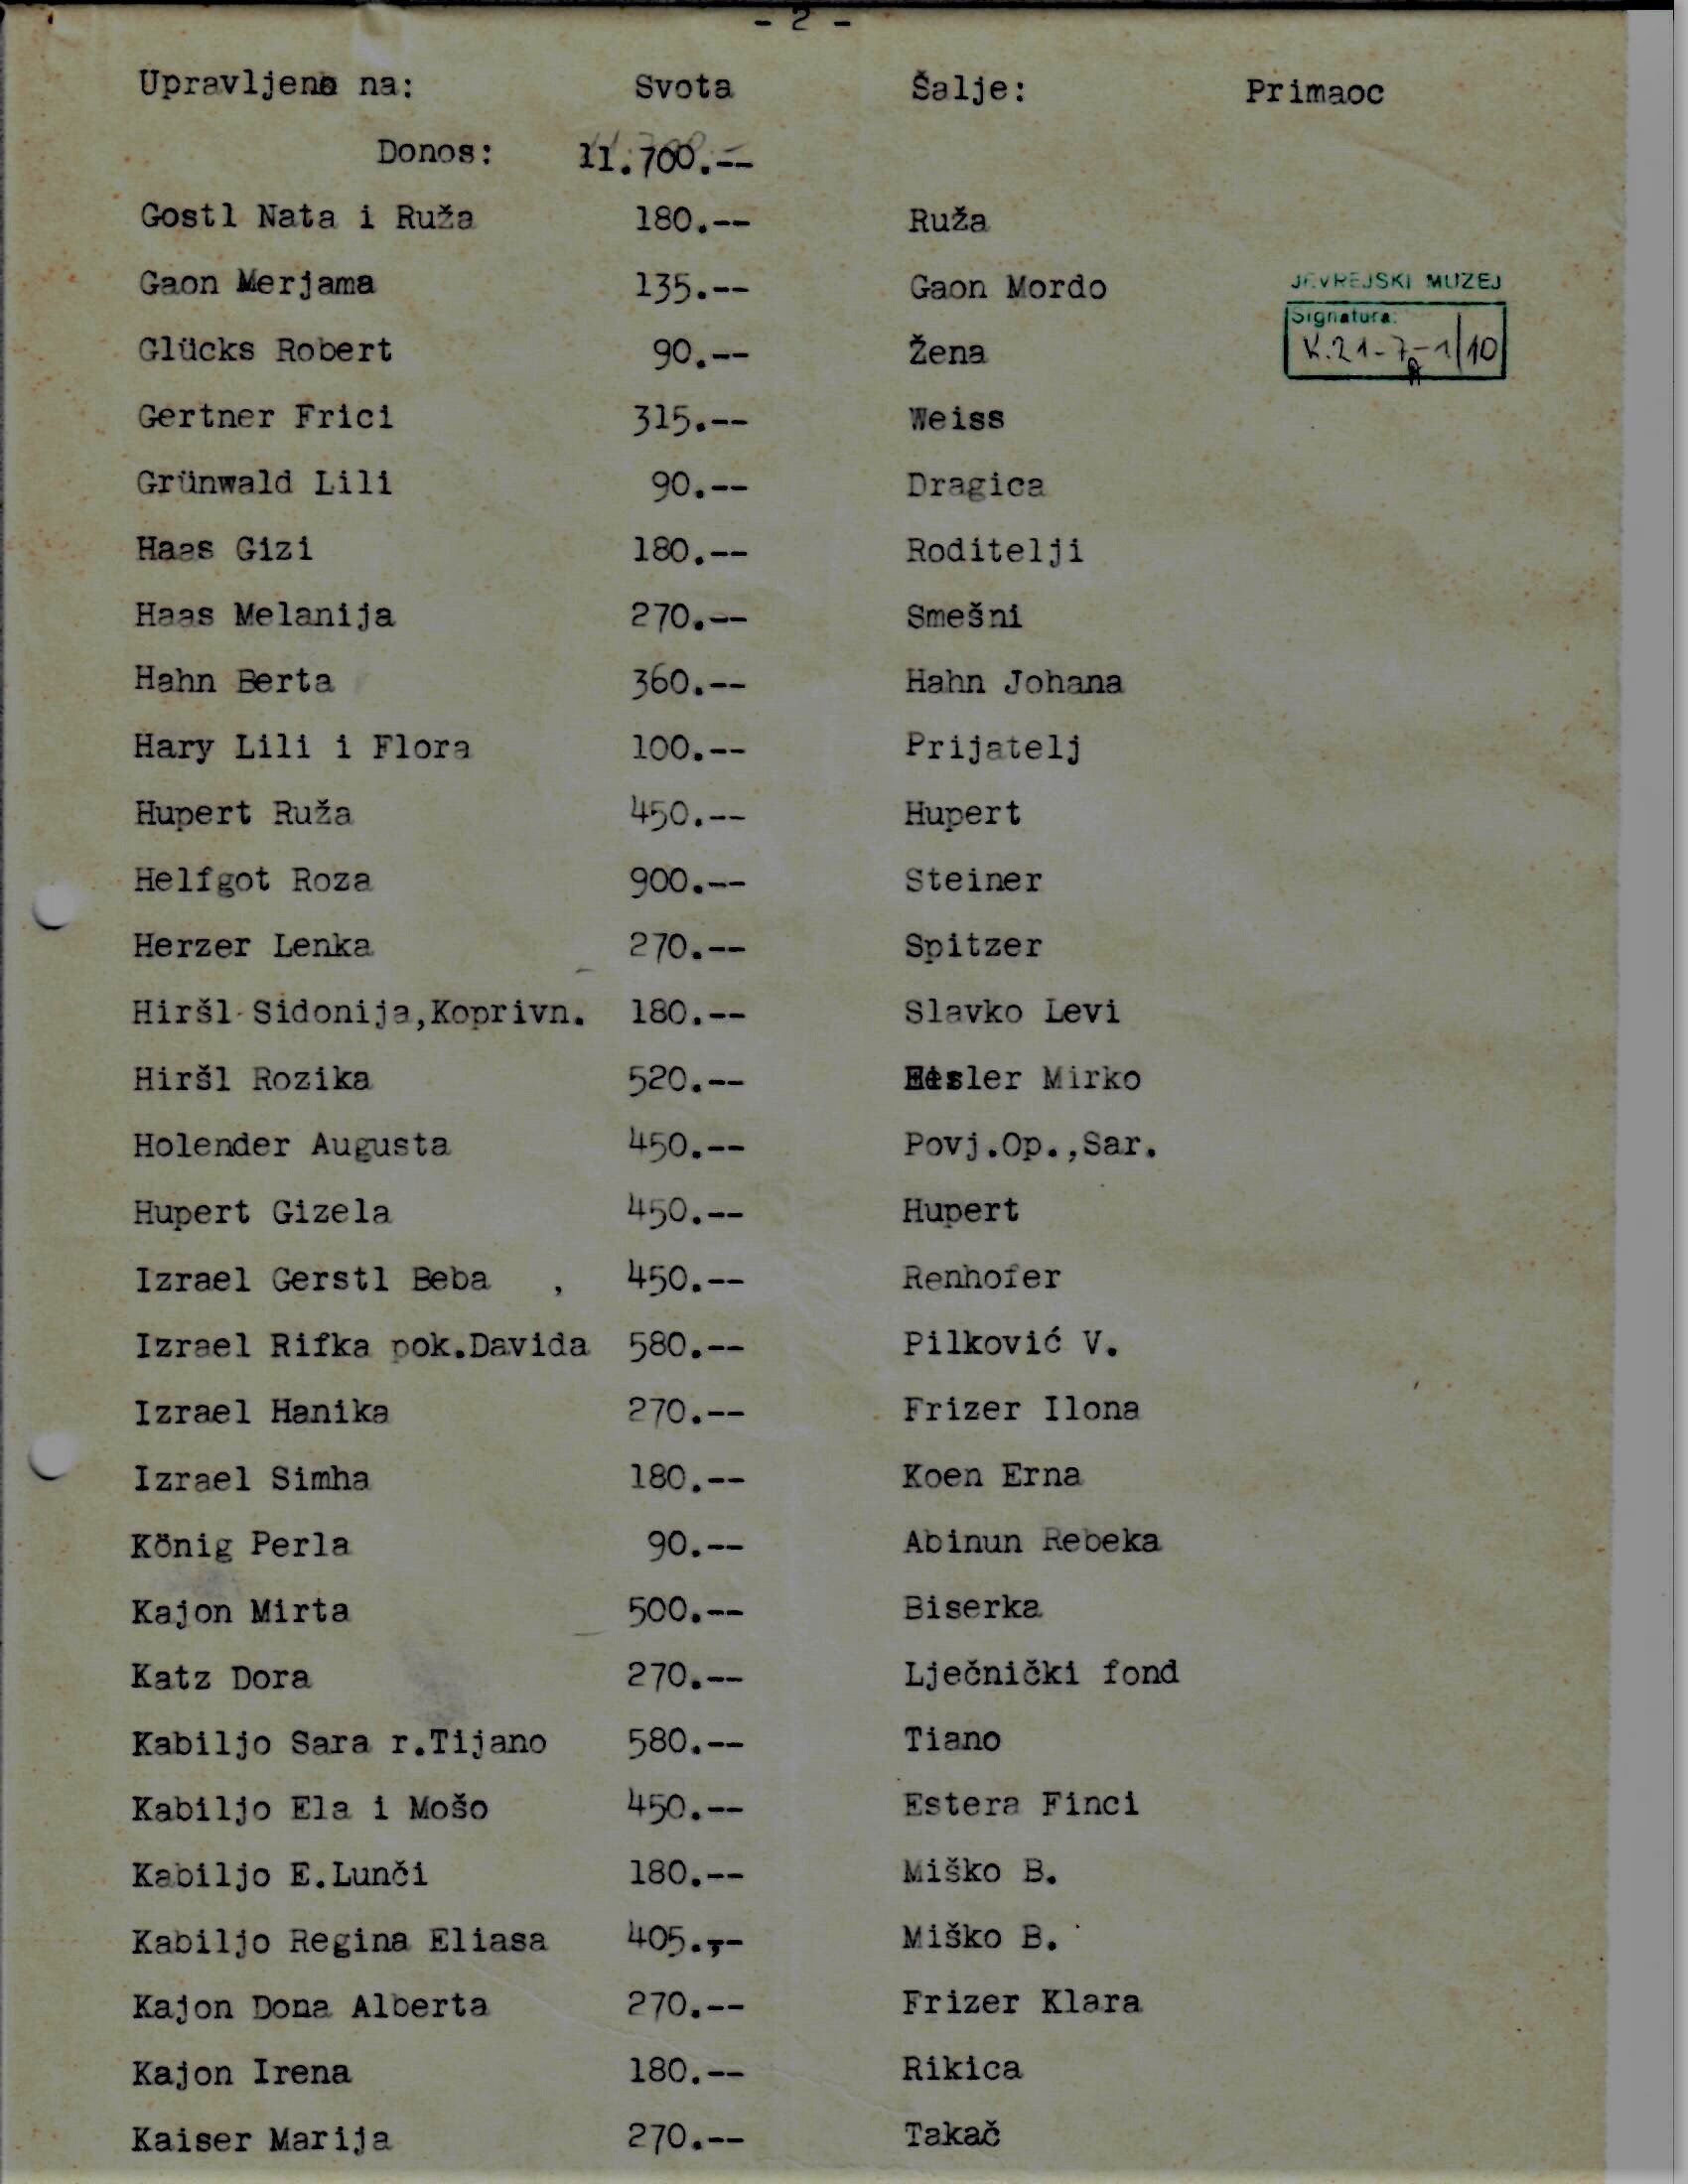 - 2 -
Upravljeno na: Svota Šalje: Primaoc
Donos: 11.700.--
Gostl Nata i Ruža 180.-- Ruža
Gaon Merjama 135.-- Gaon Mordo
JEVREJSKI MUZEJ
Signatura:
K.21-7A-1/10
Glücks Robert 90.-- Žena
Gertner Frici 315.-- Weiss
Grünwald Lili 90.-- Dragica
Haas Gizi 180.-- Roditelji
Haas Melanija 270.-- Smešni
Hahn Berta 360.-- Hahn Johana
Hary Lili i Flora 100.-- Prijatelj
Hupert Ruža 450.-- Hupert
Helfgot Roza 900.-- Steiner
Herzer Lenka 270.-- Spitzer
Hiršl Sidonija,Koprivn. 180.-- Slavko Levi
Hiršl Rozika 520.-- Mirko
Holender Augusta 450.-- Povj.Op.,Sar.
Hupert Gizela 450.-- Hupert
Izrael Gerstl Beba , 450.-- Renhofer
Izrael Rifka pok.Davida 580.-- Pilković V.
Izrael Hanika 270.-- Frizer Ilona
Izrael Simha 180.-- Koen Erna
König Perla 90.-- Abinun Rebeka
Kajon Mirta 500.-- Biserka
Katz Dora 270.-- Lječnički fond
Kabiljo Sara r.Tijano 580.-- Tiano
Kabiljo Ela i Mošo 450.-- Estera Finci
Kabiljo E.Lunči 180.-- Miško B.
Kabiljo Regina Eliasa 405.-- Miško B.
Kajon Dona Alberta 270.-- Frizer Klara
Kajon Irena 180.-- Rikica
Kaiser Marija 270.-- Takač